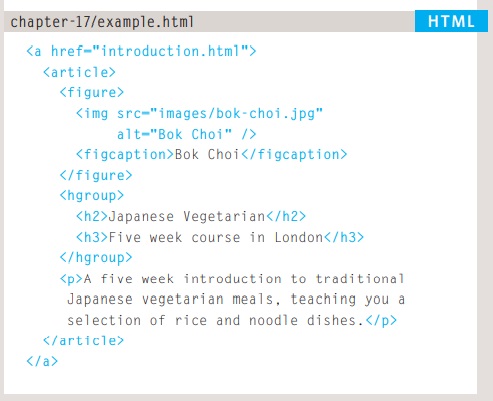 chapter-17/example.html HTML
<a href="introduction.html">
<article>
<figure>
<img src="images/bok-choi.jpg"
alt="Bok Choi" />
<figcaption>Bok Choi</figcaption>
</figure>
<hgroup>
<h2>Japanese Vegetarian</h2>
<h3>Five week course in London</h3>
</hgroup>
<p>A five week introduction to traditional
Japanese vegetarian meals, teaching you a
selection of rice and noodle dishes.</p>
</article>
</a>